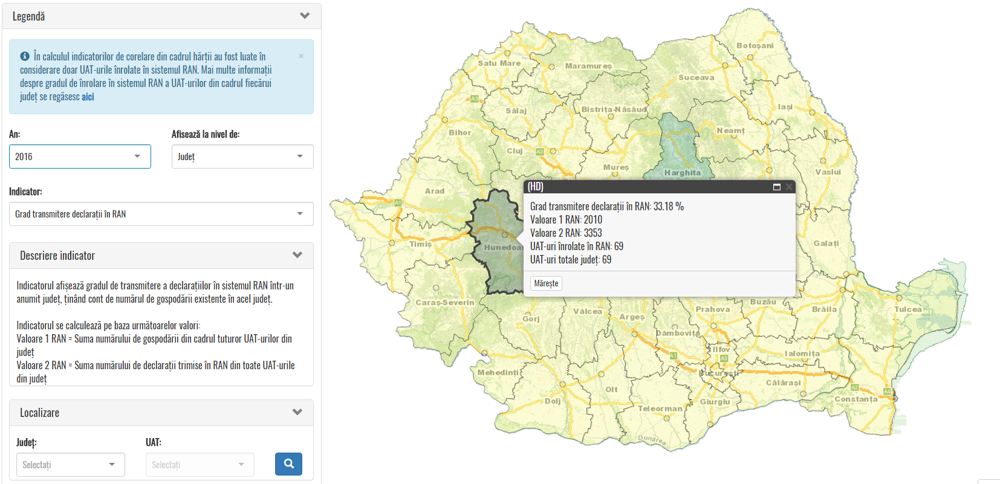 Legendă
În calculul indicatorilor de corelare din cadrul hărții au fost luate în
considerare doar UAT-urile înrolate în sistemul RAN. Mai multe informații
despre gradul de înrolare în sistemul RAN a UAT-urilor din cadrul fiecărui
județ se regăsesc aici
×
An:
Afisează la nivel de:
2016
Județ
Indicator:
Grad transmitere declarații în RAN
Descriere indicator
Indicatorul afișează gradul de transmitere a declarațiilor în sistemul RAN într-un
anumit județ, ținând cont de numărul de gospodării existente în acel județ.
Indicatorul se calculează pe baza următoarelor valori:
Valoare 1 RAN = Suma numărului de gospodării din cadrul tuturor UAT-urilor din
județ
Valoare 2 RAN = Suma numărului de declarații trimise în RAN din toate UAT-urile
din județ
Localizare
Județ:
UAT:
Selectați
Selectați
Botoșani
Satu Mare
Maramureș
Suceava
A3
Iași
Sălaj
Bistrița-Năsăud
Bihor
Neamț
Cluj
A3
Mureș
Vaslui
Harghita
Arad
A1
(HD)
Grad transmitere declarații în RAN: 33.18 %
Valoare 1 RAN: 2010
Valoare 2 RAN: 3353
UAT-uri înrolate în RAN: 69
UAT-uri totale județ: 69
Mărește
Timiș
Hunedoar
Galați
Caraș-Severin
Buzău
Vâlcea
Argeș
Prahova
Brăila
Tulcea
Gorj
Dâmbovița
Ilfov
A1
A3
Ialomița
Mehedinți
București
Călărași
A2
A4
Olt
Dolj
Giurgiu
Constanța
Teleorman
Dunărea